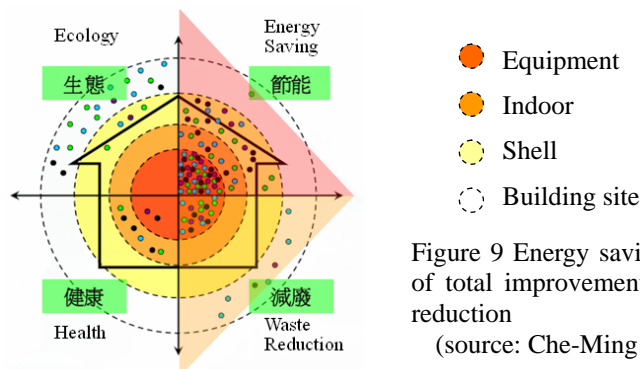 Ecology
Energy
Saving
生態
節能
健康
減廢
Health
Waste
Reduction
Equipment
Indoor
Shell
Building site
Figure 9 Energy savi
of total improvement
reduction
(source: Che-Ming